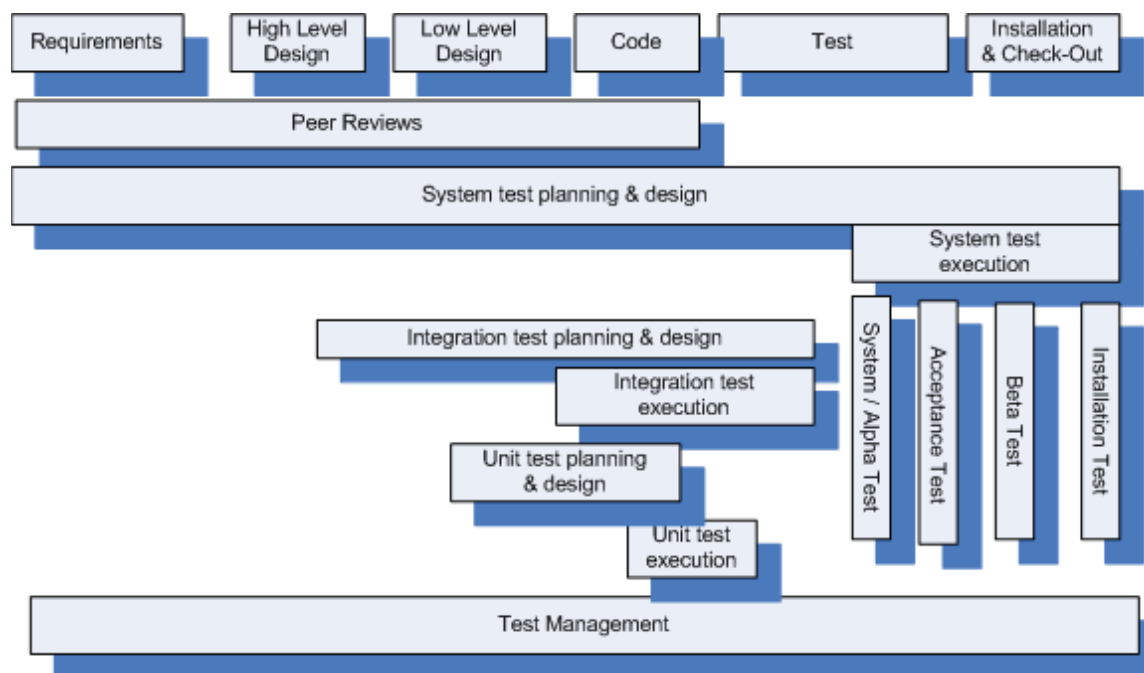 Requirements
High Level
Design
Low Level
Design
Code
Test
Installation
& Check-Out
Peer Reviews
System test planning & design
System test
execution
Integration test planning & design
Integration test
execution
Unit test planning
& design
Unit test
execution
System / Alpha Test
Acceptance Test
Beta Test
Installation Test
Test Management